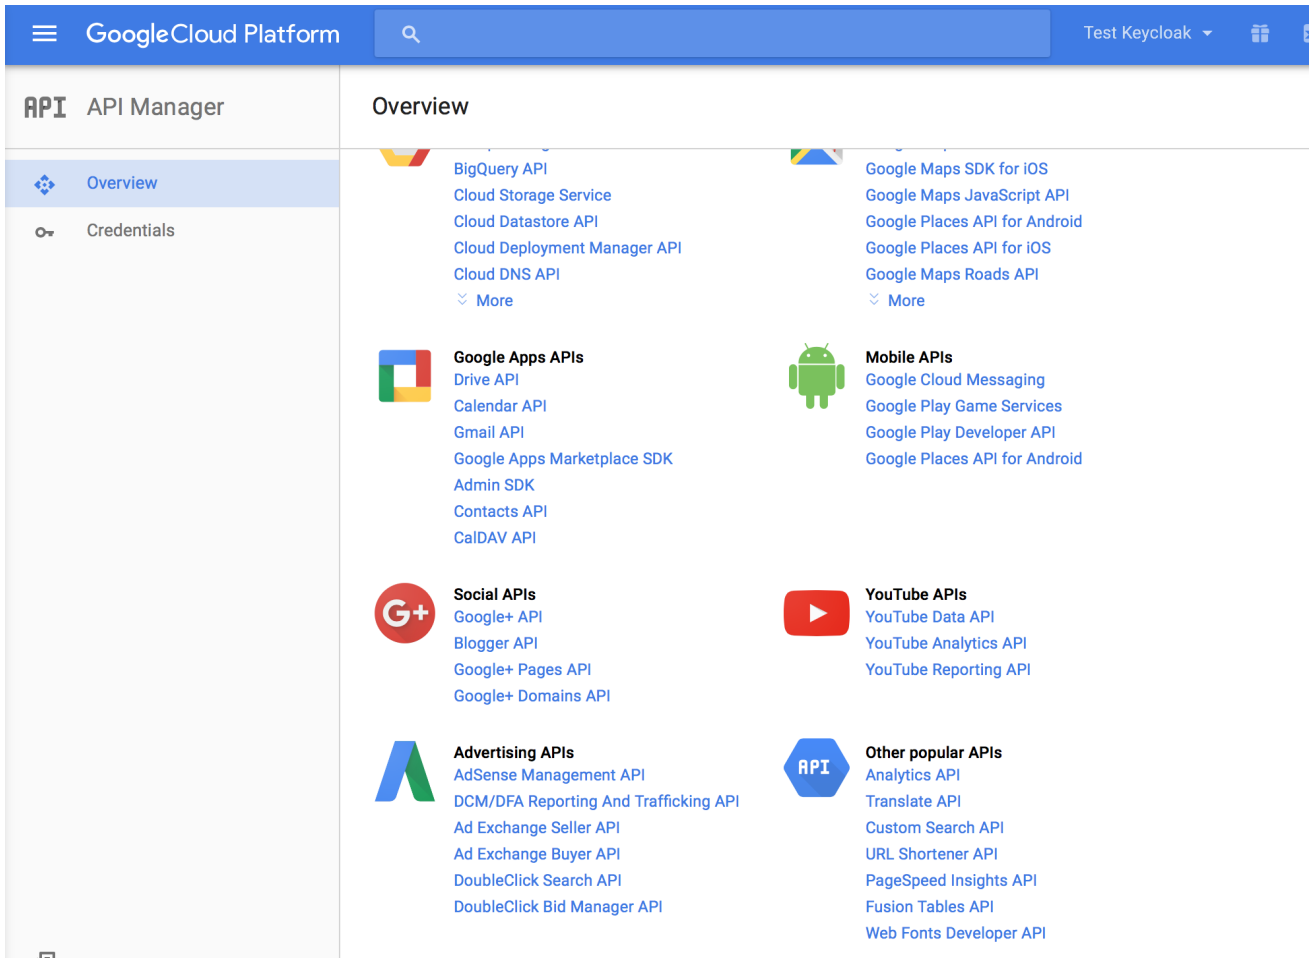 Google Cloud Platform
Test Keycloak
API
API Manager
Overview
Overview
Credentials
BigQuery API
Cloud Storage Service
Cloud Datastore API
Cloud Deployment Manager API
Cloud DNS API
More
Google Maps SDK for iOS
Google Maps JavaScript API
Google Places API for Android
Google Places API for iOS
Google Maps Roads API
More
Google Apps APIs
Drive API
Calendar API
Gmail API
Google Apps Marketplace SDK
Admin SDK
Contacts API
CalDAV API
Mobile APIs
Google Cloud Messaging
Google Play Game Services
Google Play Developer API
Google Places API for Android
G+
Social APIs
Google+ API
Blogger API
Google+ Pages API
Google+ Domains API
YouTube APIs
YouTube Data API
YouTube Analytics API
YouTube Reporting API
Advertising APIs
AdSense Management API
DCM/DFA Reporting And Trafficking API
Ad Exchange Seller API
Ad Exchange Buyer API
DoubleClick Search API
DoubleClick Bid Manager API
API
Other popular APIs
Analytics API
Translate API
Custom Search API
URL Shortener API
PageSpeed Insights API
Fusion Tables API
Web Fonts Developer API